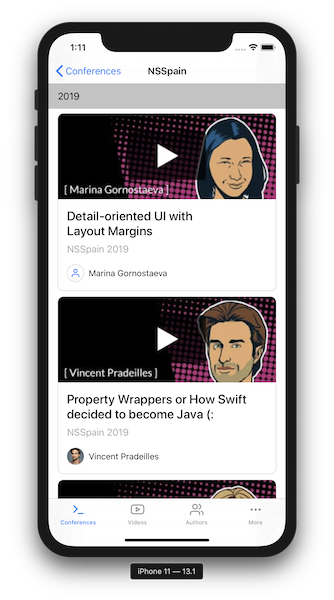 1:11
Conferences
NSSpain
2019
[ Marina Gornostaeva ]
Detail-oriented UI with
Layout Margins
NSSpain 2019
Marina Gornostaeva
[ Vincent Pradeilles ]
Property Wrappers or How Swift
decided to become Java (:
NSSpain 2019
Vincent Pradeilles
Conferences
Videos
Authors
More
iPhone 11 — 13.1